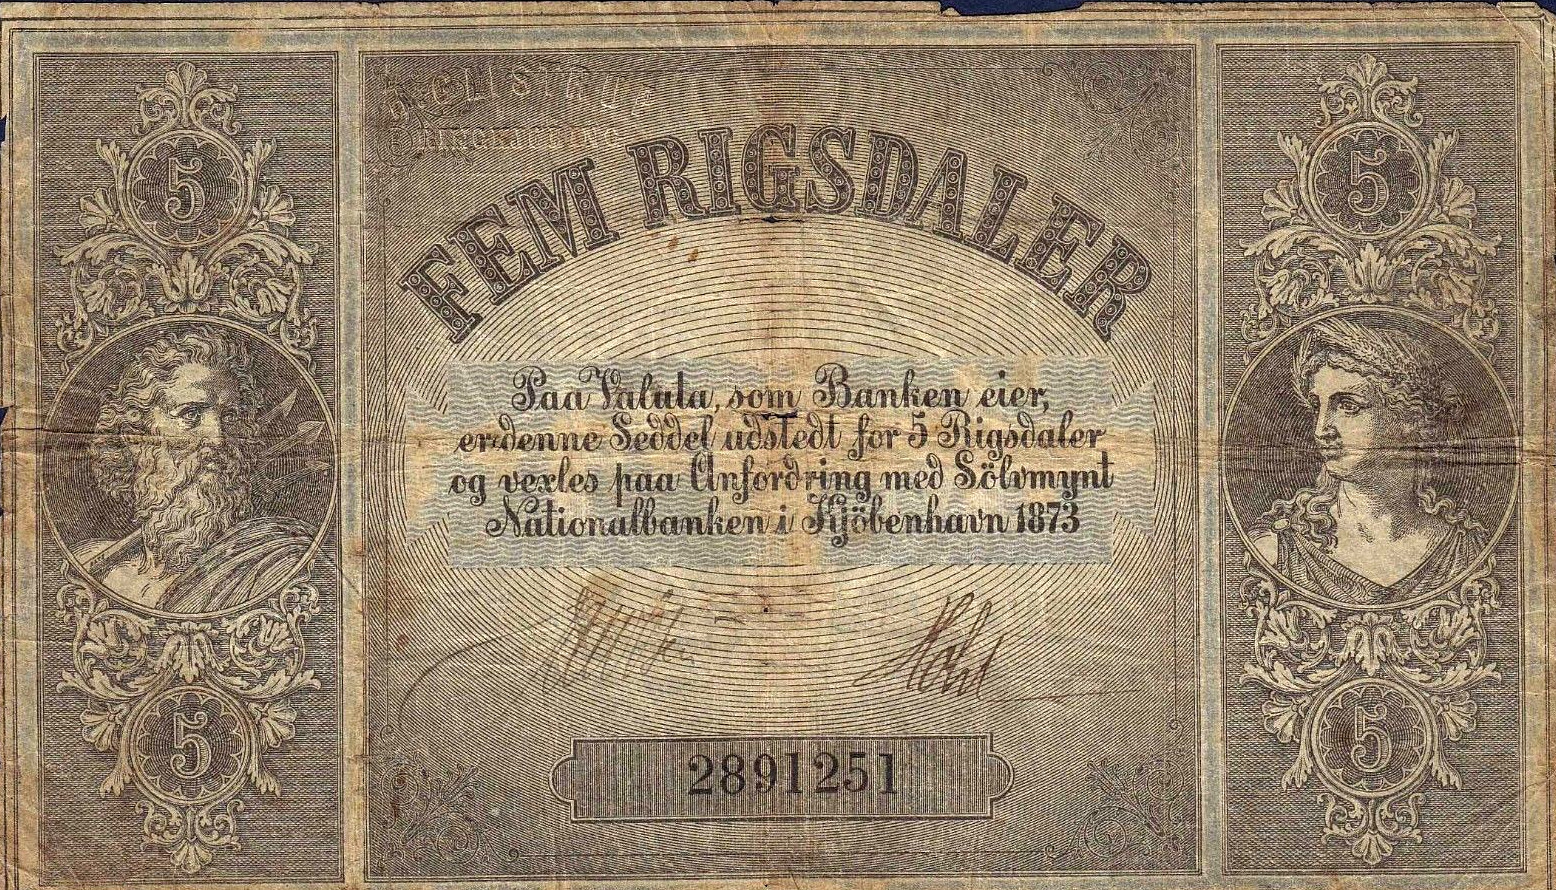 5
5
FEM RIGSDALER
Paa Valuta, som Banken eier,
er denne Seddel udstedt for 5 Rigsdaler
og vexles paa Anfordring med Sölvmynt
Nationalbanken i Kjöbenhavn 1873
2891251
5
5